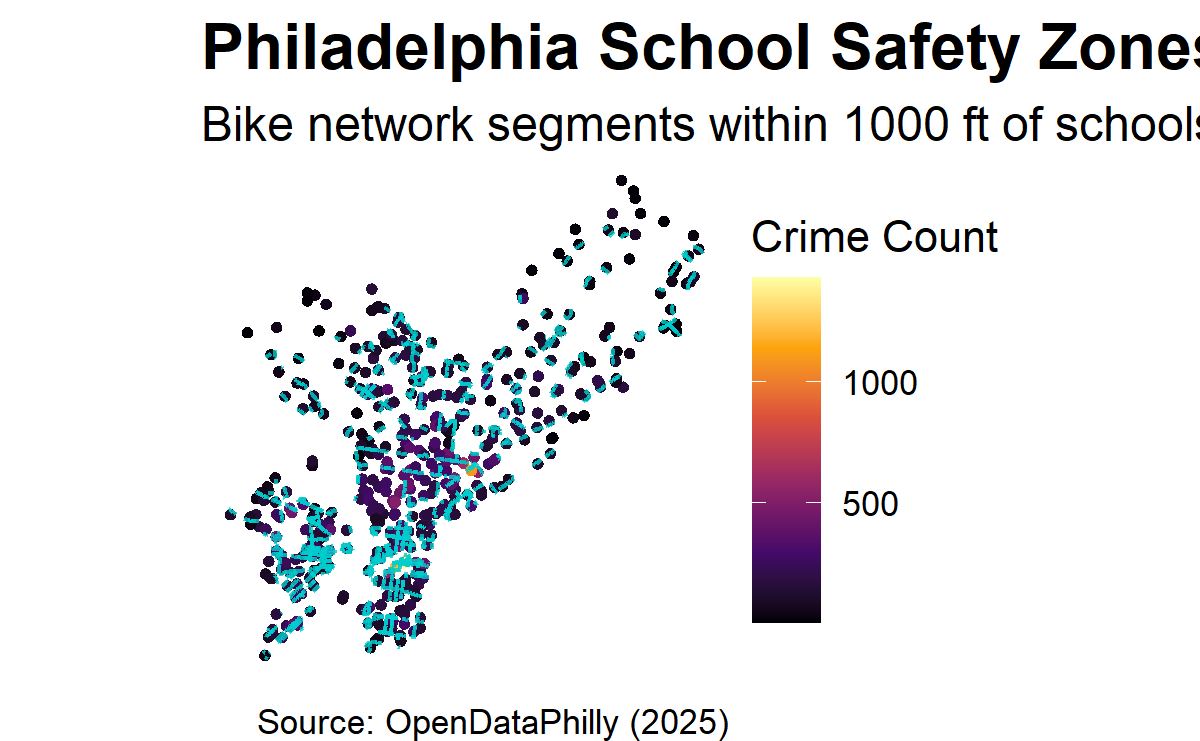 Philadelphia School Safety Zones
Bike network segments within 1000 ft of schools
Crime Count
1000
500
Source: OpenDataPhilly (2025)